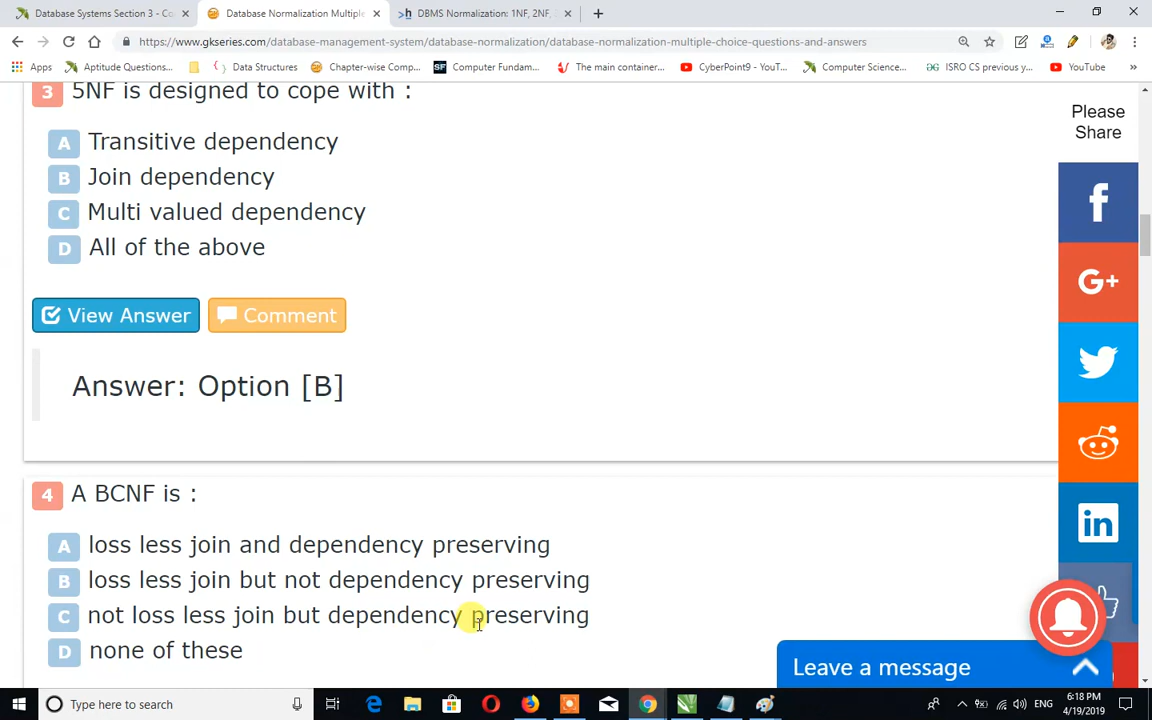 Database Systems Section 3 - Co
Database Normalization Multiple
DBMS Normalization: 1NF, 2NF,
https://www.gkseries.com/database-management-system/database-normalization/database-normalization-multiple-choice-questions-and-answers
Apps
Aptitude Questions...
Data Structures
Chapter-wise Comp...
SF
Computer Fundam...
The main container...
CyberPoint9 - YouT...
Computer Science...
ISRO CS previous y...
YouTube
3 5NF is designed to cope with :
A Transitive dependency
B Join dependency
C Multi valued dependency
D All of the above
View Answer
Comment
Answer: Option [B]
4 A BCNF is :
A loss less join and dependency preserving
B loss less join but not dependency preserving
C not loss less join but dependency preserving
D none of these
Please
Share
f
G+
in
Leave a message
Type here to search
ENG
6:18 PM
4/19/2019